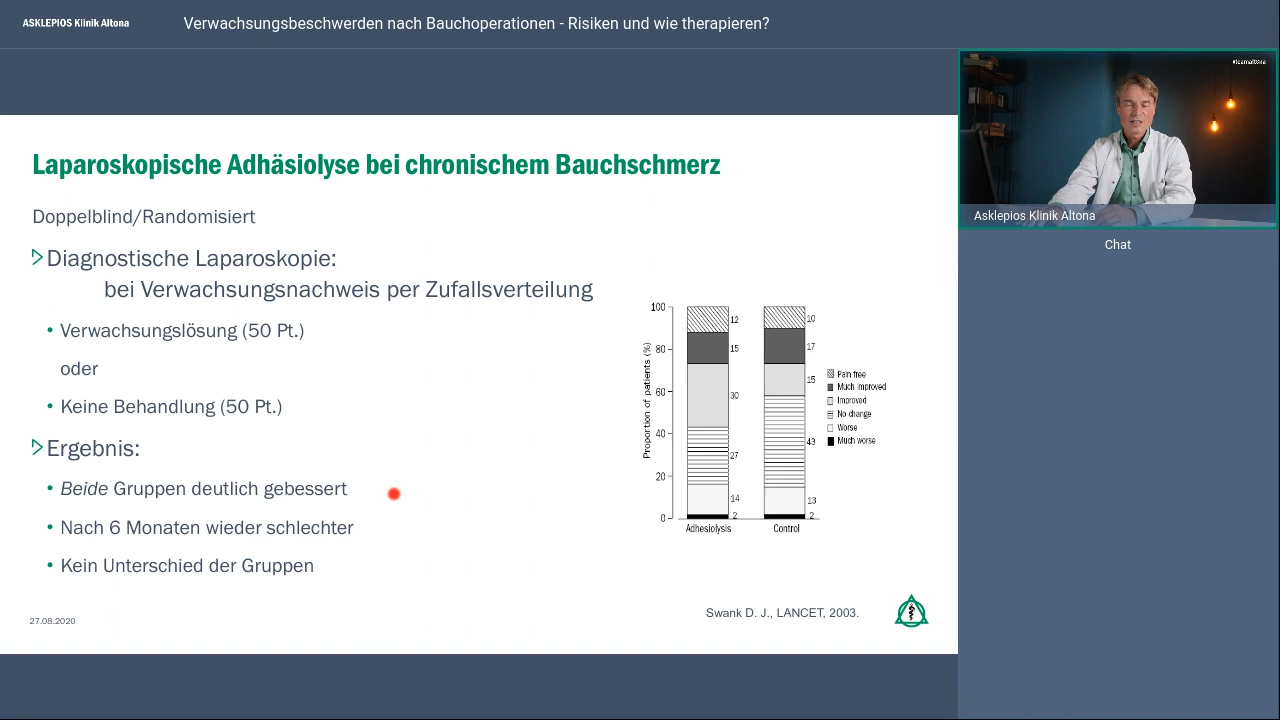 ASKLEPIOS Klinik Altona
Verwachsungsbeschwerden nach Bauchoperationen - Risiken und wie therapieren?
#teamaltona
Asklepios Klinik Altona
Chat
Laparoskopische Adhäsiolyse bei chronischem Bauchschmerz
Doppelblind/Randomisiert
Diagnostische Laparoskopie:
bei Verwachsungsnachweis per Zufallsverteilung
• Verwachsungslösung (50 Pt.)
oder
• Keine Behandlung (50 Pt.)
Ergebnis:
• Beide Gruppen deutlich gebessert
• Nach 6 Monaten wieder schlechter
• Kein Unterschied der Gruppen
Proportion of patients (%)
100
80
60
40
20
0
12
15
30
27
14
2
10
17
15
43
13
2
Adhesiolysis
Control
Pain free
Much improved
Improved
No change
Worse
Much worse
Swank D. J., LANCET, 2003.
27.08.2020